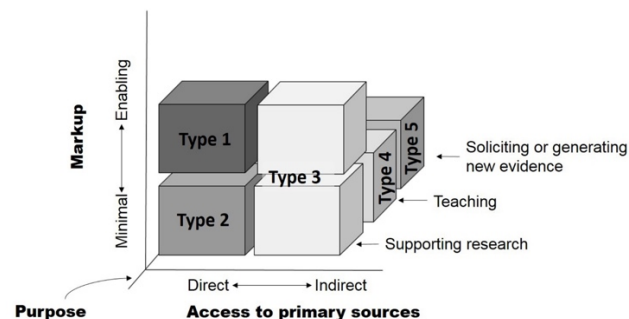 Markup
Enabling
Minimal
Type 1
Type 2
Type 3
Type 4
Type 5
Soliciting or generating
new evidence
Teaching
Supporting research
Direct
Indirect
Purpose
Access to primary sources